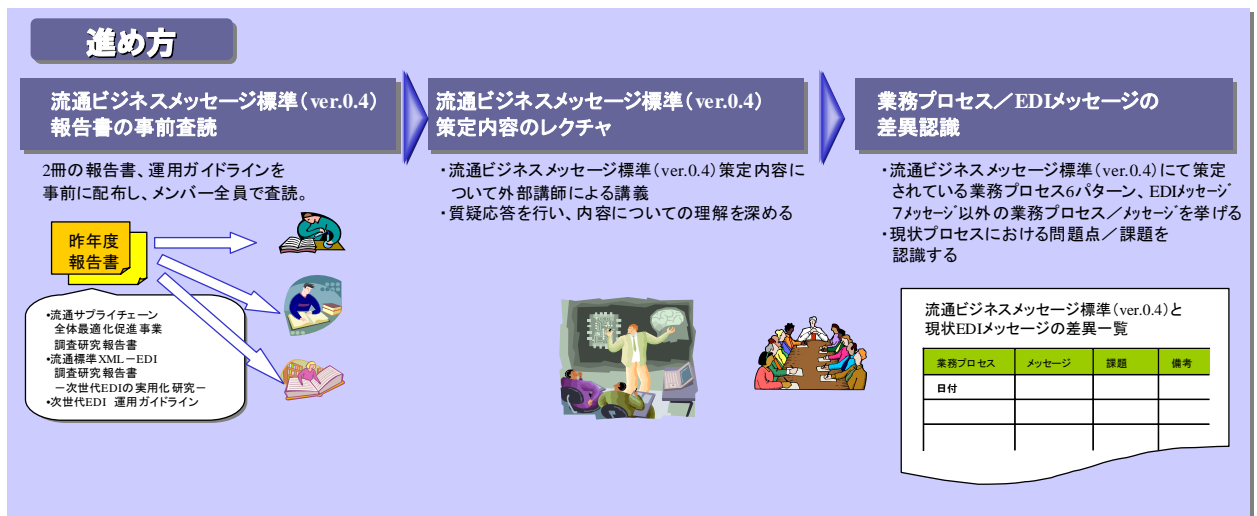 進め方
流通ビジネスメッセージ標準（ver.0.4）
報告書の事前査読
2冊の報告書、運用ガイドラインを
事前に配布し、メンバー全員で査読。
昨年度
報告書
•流通サプライチェーン
全体最適化促進事業
調査研究報告書
•流通標準XML－EDI
調査研究報告書
－次世代EDIの実用化研究－
•次世代EDI 運用ガイドライン
流通ビジネスメッセージ標準（ver.0.4）
策定内容のレクチャ
・流通ビジネスメッセージ標準（ver.0.4）策定内容に
ついて外部講師による講義
・質疑応答を行い、内容についての理解を深める
業務プロセス／EDIメッセージの
差異認識
・流通ビジネスメッセージ標準（ver.0.4）にて策定
されている業務プロセス6パターン、EDIﾒｯｾｰｼﾞ
７ﾒｯｾｰｼﾞ以外の業務プロセス／ﾒｯｾｰｼﾞを挙げる
・現状プロセスにおける問題点／課題を
認識する
流通ビジネスメッセージ標準（ver.0.4）と
現状EDIメッセージの差異一覧
業務プロセス メッセージ 課題 備考
日付